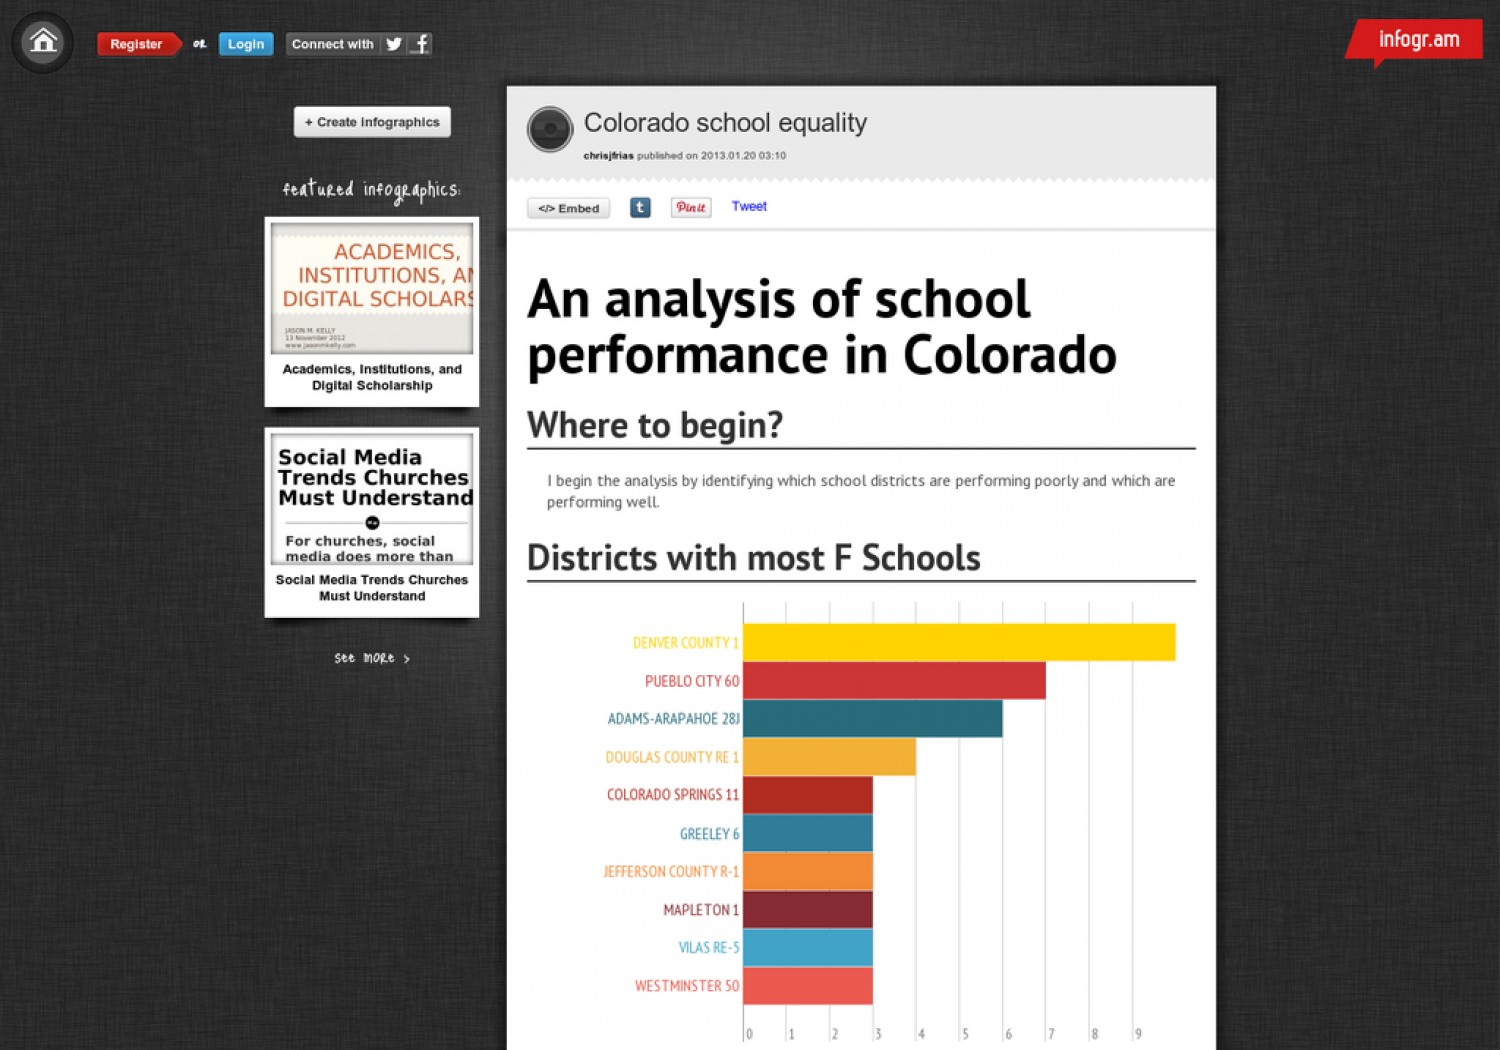 Register or Login Connect with
infogr.am
+ Create infographics
featured infographics:
ACADEMICS,
INSTITUTIONS, AN
DIGITAL SCHOLARS
JASON M. KELLY
13 November 2012
www.jasonmkelly.com
Academics, Institutions, and
Digital Scholarship
Social Media
Trends Churches
Must Understand
For churches, social
media does more than
Social Media Trends Churches
Must Understand
see more >
Colorado school equality
chrisjfrias published on 2013.01.20 03:10
</> Embed t Pinit Tweet
An analysis of school
performance in Colorado
Where to begin?
I begin the analysis by identifying which school districts are performing poorly and which are
performing well.
Districts with most F Schools
DENVER COUNTY 1
PUEBLO CITY 60
ADAMS-ARAPAHOE 28J
DOUGLAS COUNTY RE 1
COLORADO SPRINGS 11
GREELEY 6
JEFFERSON COUNTY R-1
MAPLETON 1
VILAS RE-5
WESTMINSTER 50
0 1 2 3 4 5 6 7 8 9